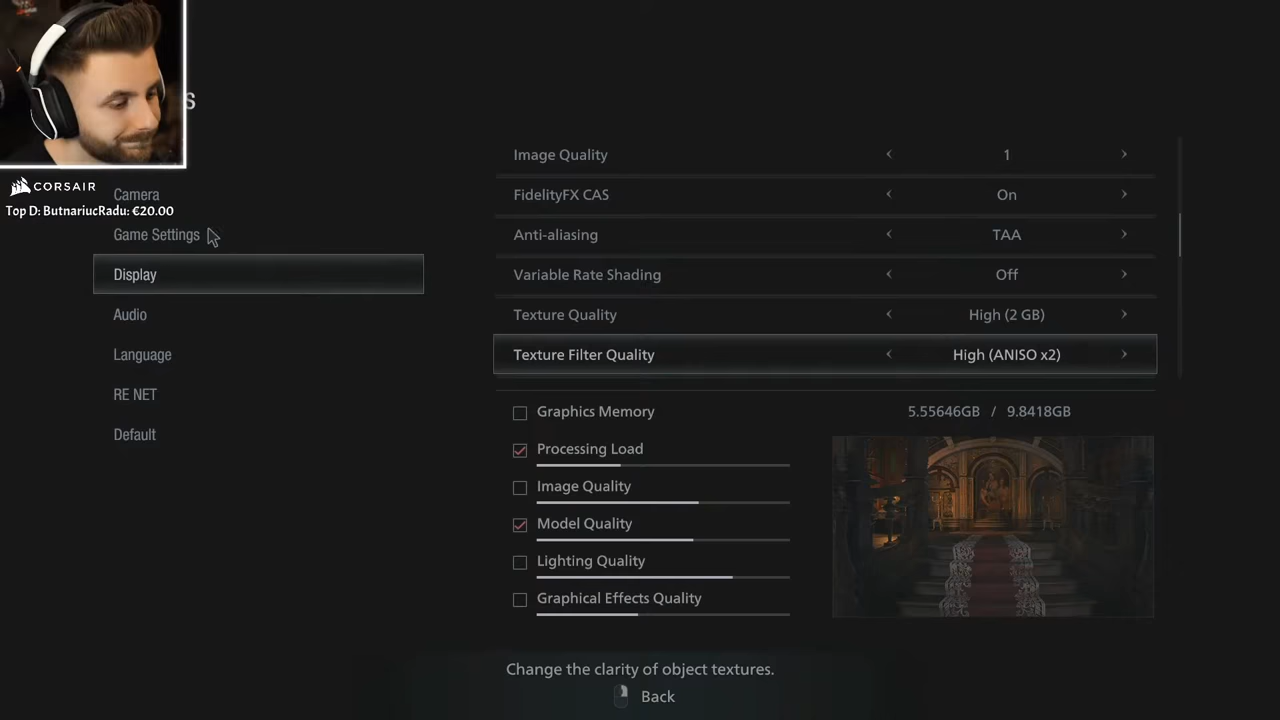 s
CORSAIR
Camera
Top D: ButnariucRadu: €20.00
Game Settings
Display
Audio
Language
RE NET
Default
Image Quality 1
FidelityFX CAS On
Anti-aliasing TAA
Variable Rate Shading Off
Texture Quality High (2 GB)
Texture Filter Quality High (ANISO x2)
Graphics Memory 5.55646GB / 9.8418GB
Processing Load
Image Quality
Model Quality
Lighting Quality
Graphical Effects Quality
Change the clarity of object textures.
Back